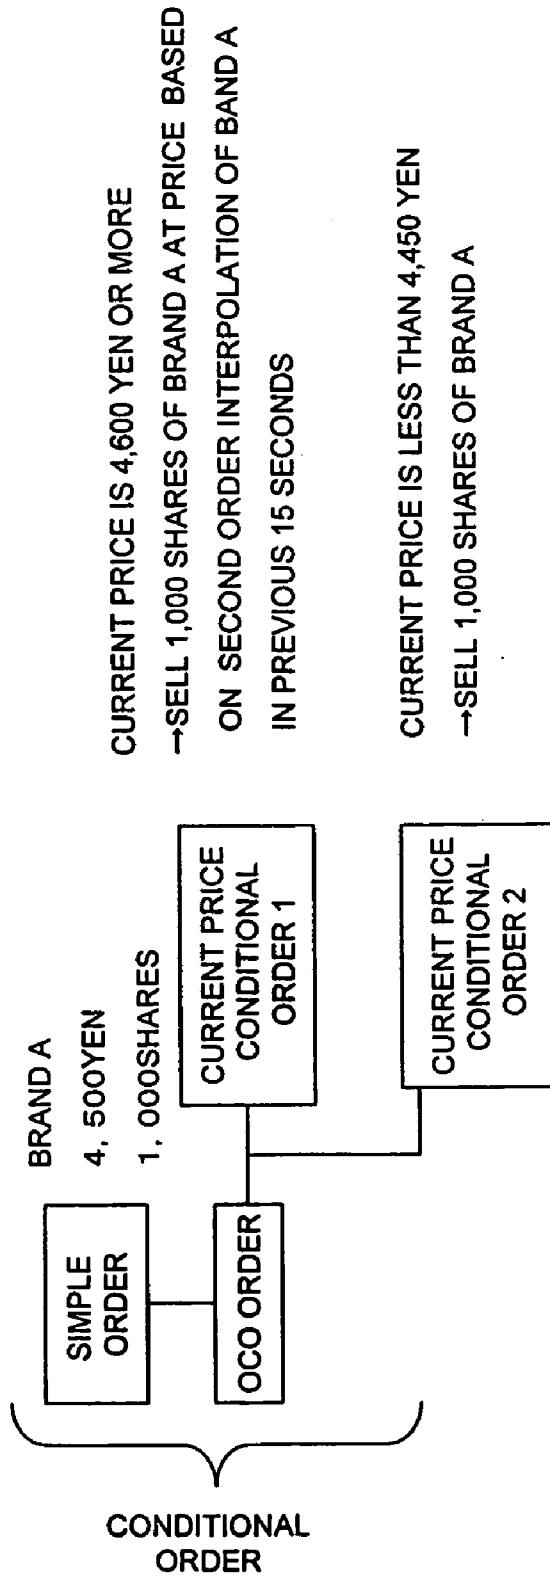 CONDITIONAL
ORDER
SIMPLE
ORDER
BRAND A
4, 500YEN
1, 000SHARES
OCO ORDER
CURRENT PRICE
CONDITIONAL
ORDER 1
CURRENT PRICE IS 4,600 YEN OR MORE
→SELL 1,000 SHARES OF BRAND A AT PRICE BASED
ON SECOND ORDER INTERPOLATION OF BAND A
IN PREVIOUS 15 SECONDS
CURRENT PRICE
CONDITIONAL
ORDER 2
CURRENT PRICE IS LESS THAN 4,450 YEN
→SELL 1,000 SHARES OF BRAND A